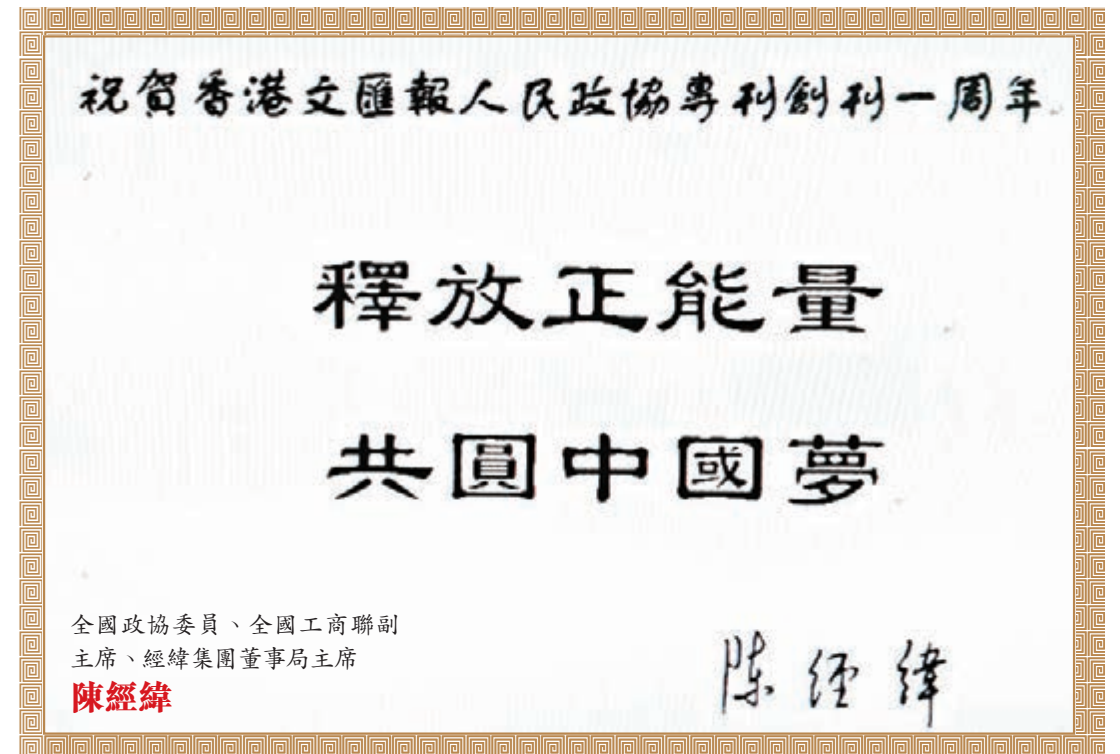 祝賀香港文匯報人民政協專刊創刊一周年
釋放正能量
共圓中國夢
全國政協委員、全國工商聯副
主席、經緯集團董事局主席
陳經緯
陈经緯